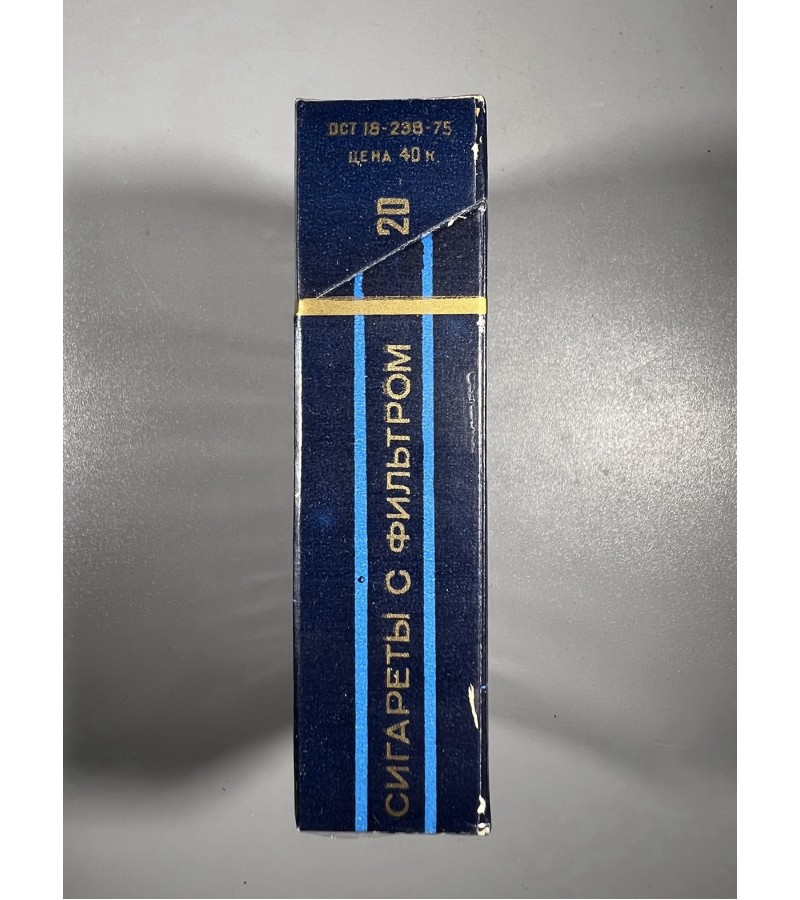 ОСТ 18-238-75
ЦЕНА 40 к.
20
СИГАРЕТЫ С ФИЛЬТРОМ